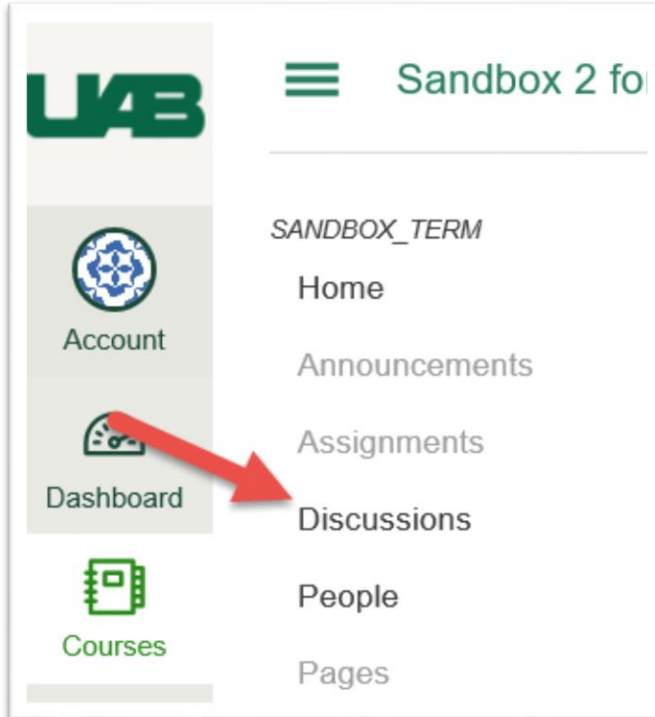 UAB
Sandbox 2 fo
SANDBOX_TERM
Home
Announcements
Assignments
Discussions
People
Pages
Account
Dashboard
Courses